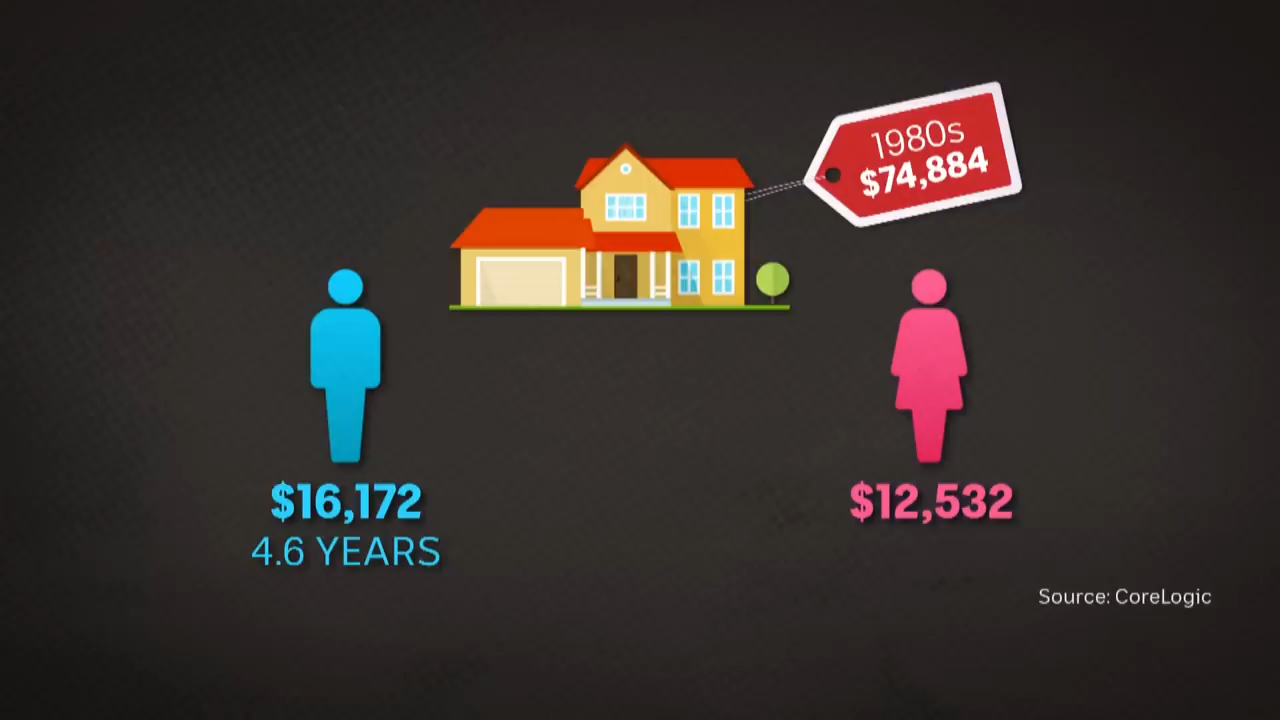 1980s
$74,884
$16,172
4.6 YEARS
$12,532
Source: CoreLogic